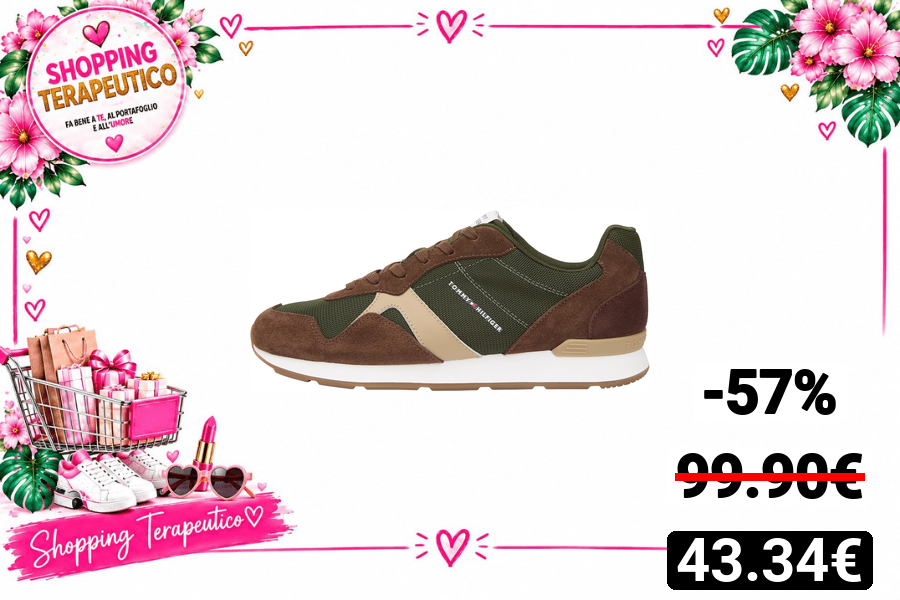 SHOPPING
TERAPEUTICO
FA BENE A TE, AL PORTAFOGLIO
E ALL'UMORE
TOMMY HILFIGER
-57%
99.90€
43.34€
Shopping Terapeutico